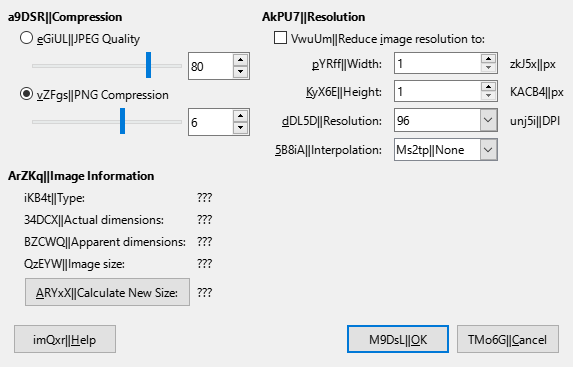 a9DSR||Compression
eGiUL||JPEG Quality
80
vZFgs||PNG Compression
6
AkPU7||Resolution
VwuUm||Reduce image resolution to:
pYRff||Width: 1 zkJ5x||px
KyX6E||Height: 1 KACB4||px
dDL5D||Resolution: 96 unj5i||DPI
5B8iA||Interpolation: Ms2tp||None
ArZKq||Image Information
iKB4t||Type: ???
34DCX||Actual dimensions: ???
BZCWQ||Apparent dimensions: ???
QzEYW||Image size: ???
ARYxX||Calculate New Size: ???
imQxr||Help
M9DsL||OK
TMo6G||Cancel